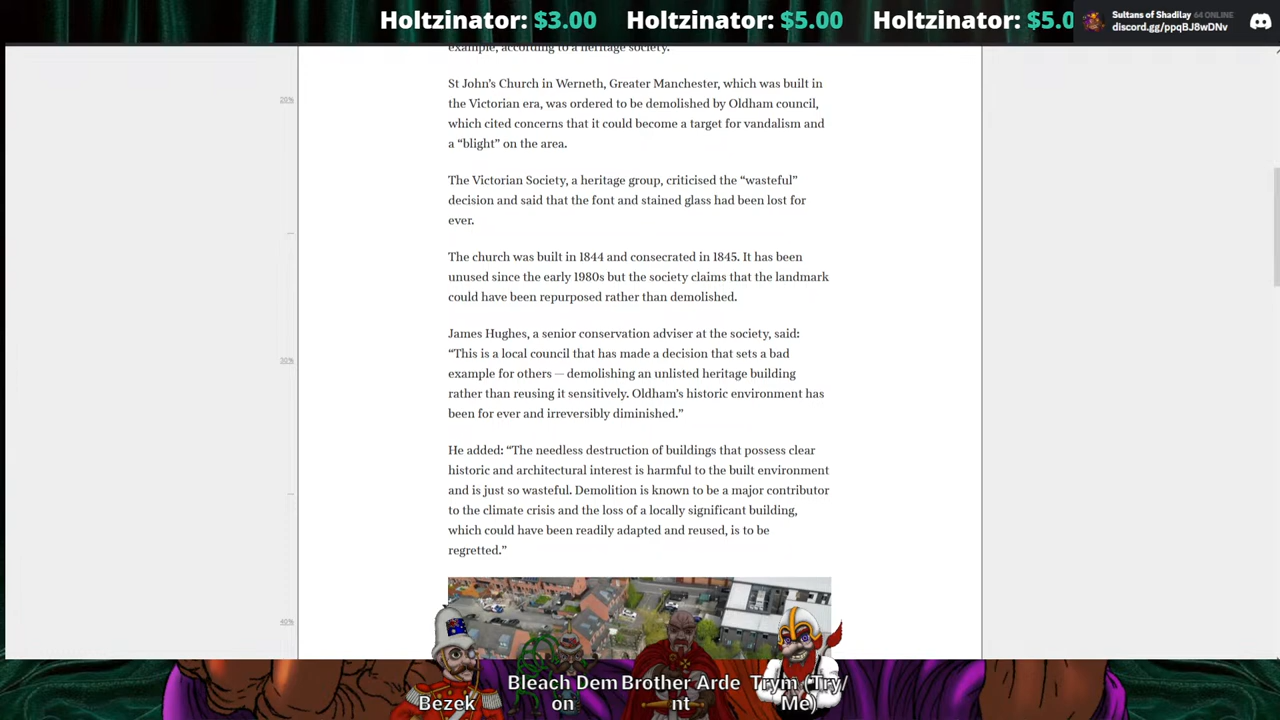 Holtzinator: $3.00 Holtzinator: $5.00 Holtzinator: $5.0
Sultans of Shadilay 64 ONLINE
discord.gg/ppqBJ8wDNv
example, according to a heritage society.
20%
St John’s Church in Werneth, Greater Manchester, which was built in
the Victorian era, was ordered to be demolished by Oldham council,
which cited concerns that it could become a target for vandalism and
a “blight” on the area.
The Victorian Society, a heritage group, criticised the “wasteful”
decision and said that the font and stained glass had been lost for
ever.
The church was built in 1844 and consecrated in 1845. It has been
unused since the early 1980s but the society claims that the landmark
could have been repurposed rather than demolished.
James Hughes, a senior conservation adviser at the society, said:
“This is a local council that has made a decision that sets a bad
30%
example for others — demolishing an unlisted heritage building
rather than reusing it sensitively. Oldham’s historic environment has
been for ever and irreversibly diminished.”
He added: “The needless destruction of buildings that possess clear
historic and architectural interest is harmful to the built environment
and is just so wasteful. Demolition is known to be a major contributor
to the climate crisis and the loss of a locally significant building,
which could have been readily adapted and reused, is to be
regretted.”
40%
Bezek
Bleach Dem
on
Brother Arde
nt
Trym (Try/
Me)